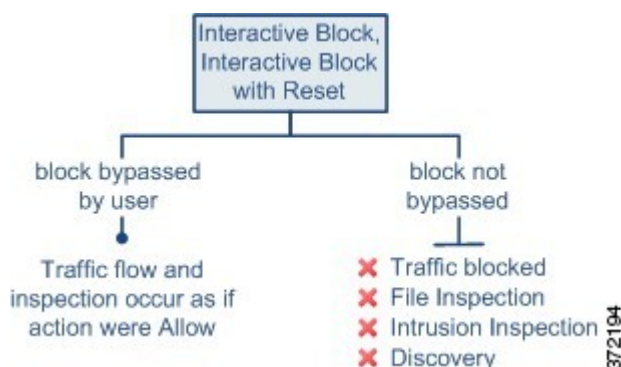 Interactive Block,
Interactive Block
with Reset
block bypassed
by user
block not
bypassed
Traffic flow and
inspection occur as if
action were Allow
Traffic blocked
File Inspection
Intrusion Inspection
Discovery
372194